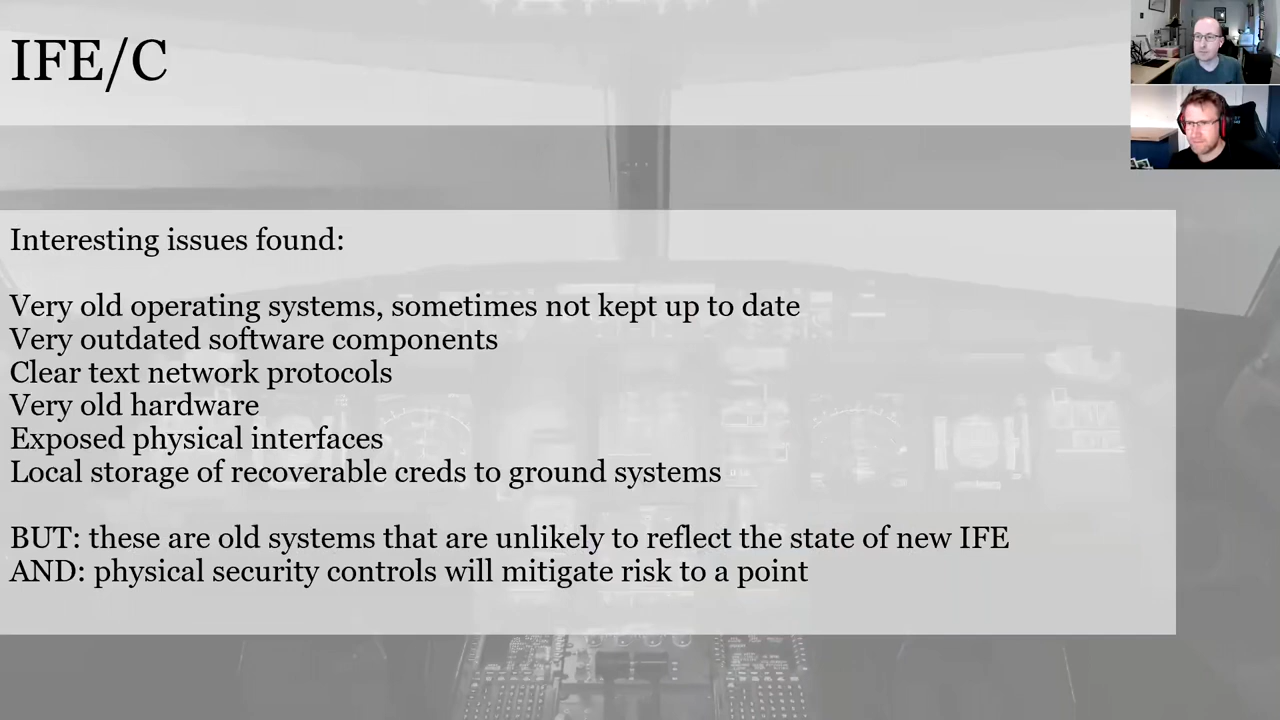 IFE/C
Interesting issues found:
Very old operating systems, sometimes not kept up to date
Very outdated software components
Clear text network protocols
Very old hardware
Exposed physical interfaces
Local storage of recoverable creds to ground systems
BUT: these are old systems that are unlikely to reflect the state of new IFE
AND: physical security controls will mitigate risk to a point